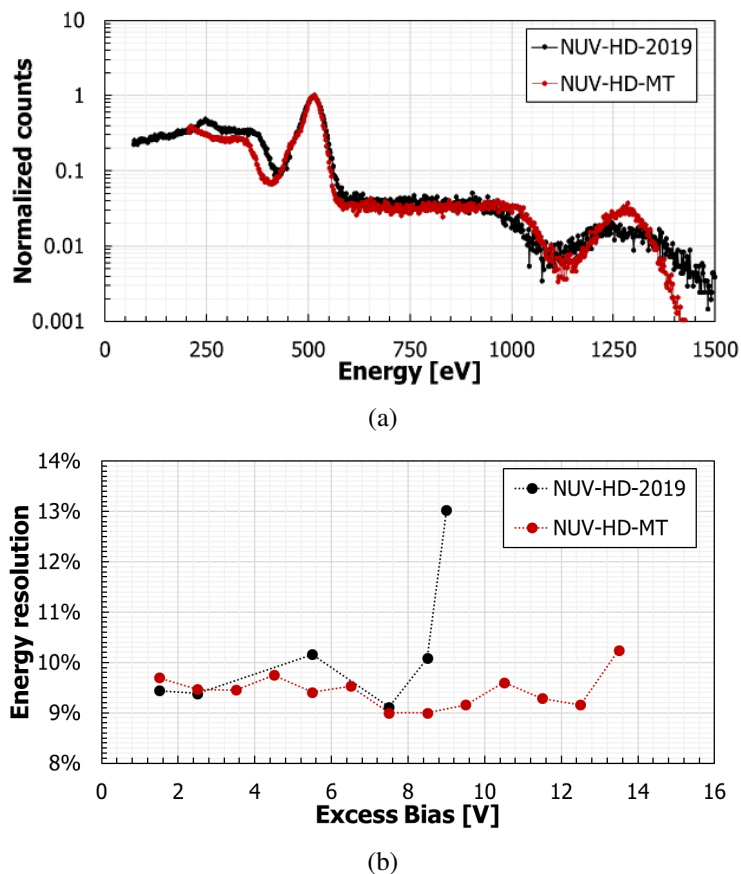 10
1
0.1
0.01
0.001
Normalized counts
NUV-HD-2019
NUV-HD-MT
0 250 500 750 1000 1250 1500
Energy [eV]
(a)
14%
13%
12%
11%
10%
9%
8%
Energy resolution
NUV-HD-2019
NUV-HD-MT
0 2 4 6 8 10 12 14 16
Excess Bias [V]
(b)